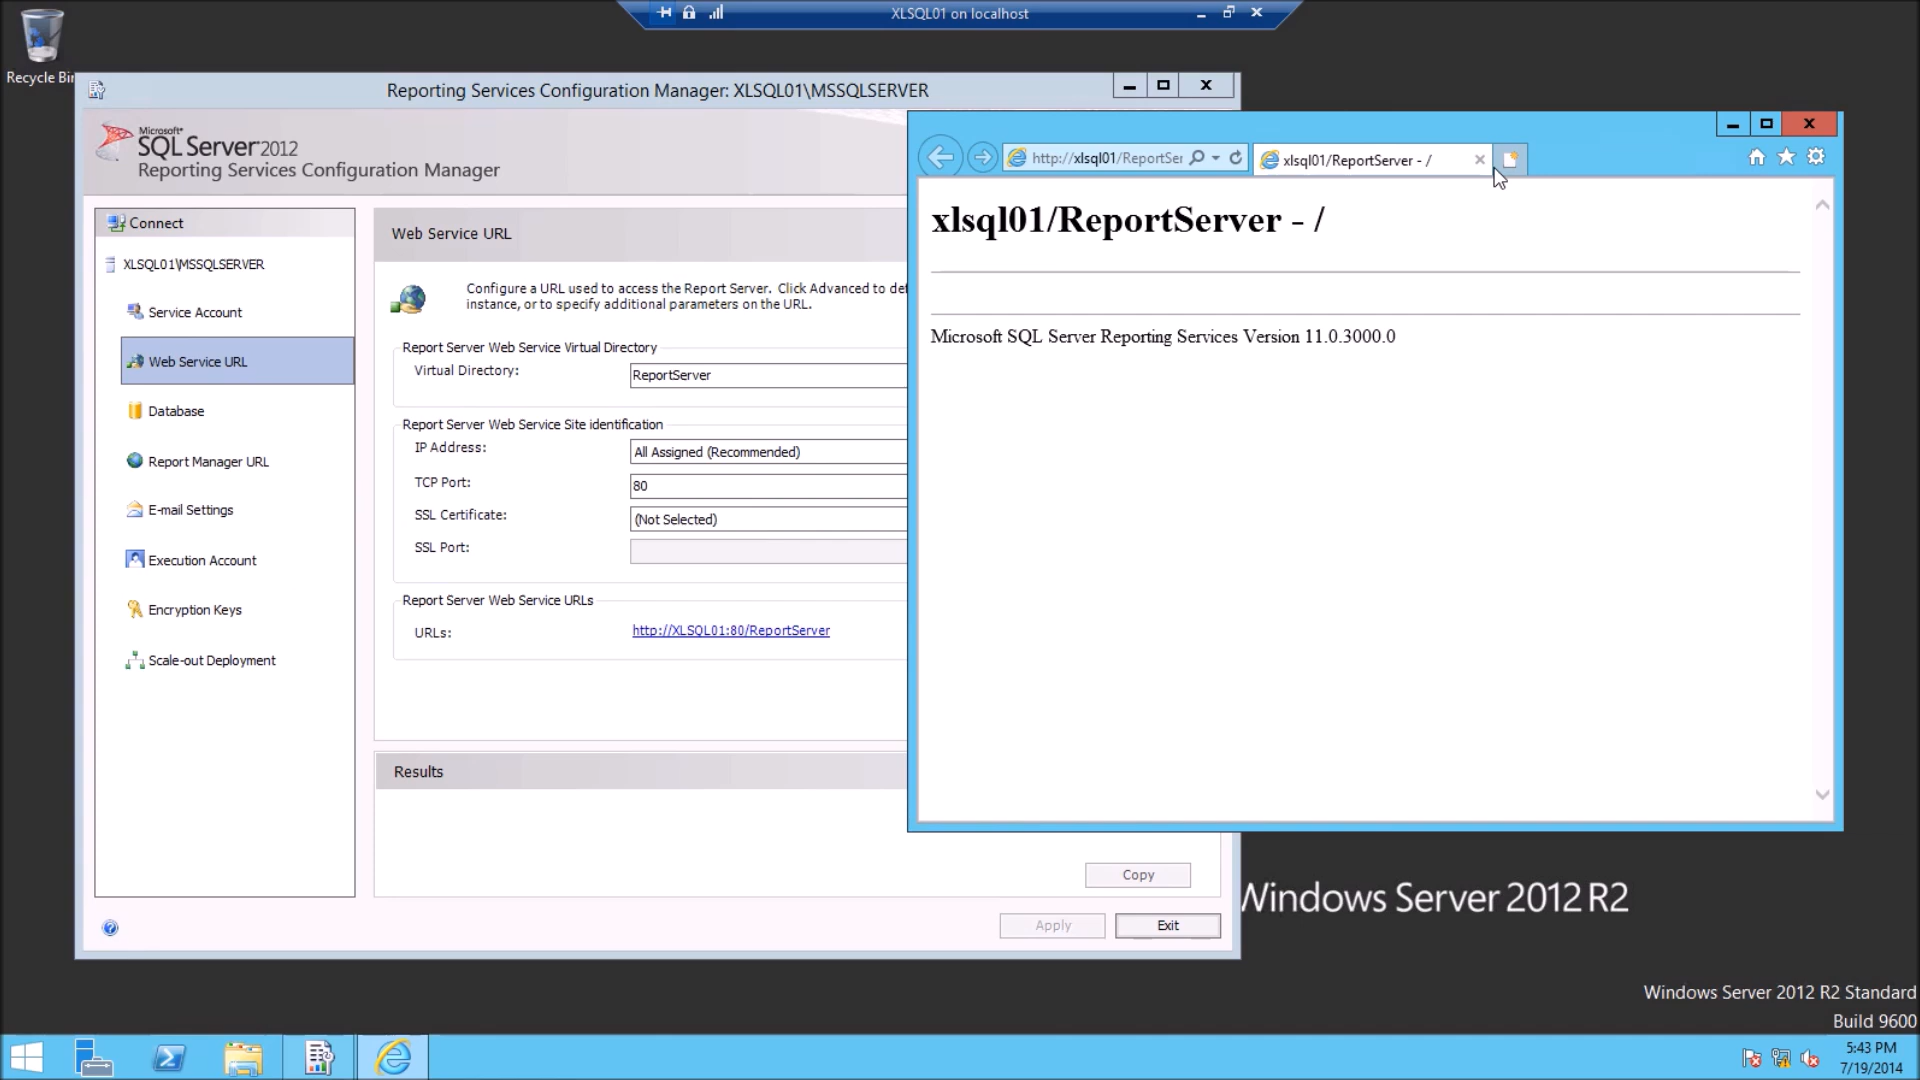 XLSQL01 on localhost
Recycle Bin
Reporting Services Configuration Manager: XLSQL01\MSSQLSERVER
Microsoft®
SQL Server 2012
Reporting Services Configuration Manager
Connect
XLSQL01\MSSQLSERVER
Service Account
Web Service URL
Database
Report Manager URL
E-mail Settings
Execution Account
Encryption Keys
Scale-out Deployment
Web Service URL
Configure a URL used to access the Report Server. Click Advanced to de
instance, or to specify additional parameters on the URL.
Report Server Web Service Virtual Directory
Virtual Directory:
ReportServer
Report Server Web Service Site identification
IP Address:
All Assigned (Recommended)
TCP Port:
80
SSL Certificate:
(Not Selected)
SSL Port:
Report Server Web Service URLs
URLs:
http://XLSQL01:80/ReportServer
Results
Copy
Apply
Exit
http://xlsql01/ReportSer
xlsql01/ReportServer - /
xlsql01/ReportServer - /
Microsoft SQL Server Reporting Services Version 11.0.3000.0
Windows Server 2012 R2
Windows Server 2012 R2 Standard
Build 9600
5:43 PM
7/19/2014